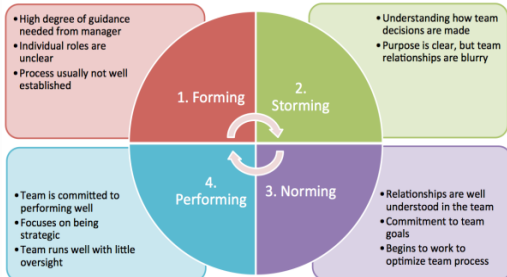 • High degree of guidance
needed from manager
• Individual roles are
unclear
• Process usually not well
established
• Understanding how team
decisions are made
• Purpose is clear, but team
relationships are blurry
1. Forming
2.
Storming
4.
Performing
3. Norming
• Team is committed to
performing well
• Focuses on being
strategic
• Team runs well with little
oversight
• Relationships are well
understood in the team
• Commitment to team
goals
• Begins to work to
optimize team process